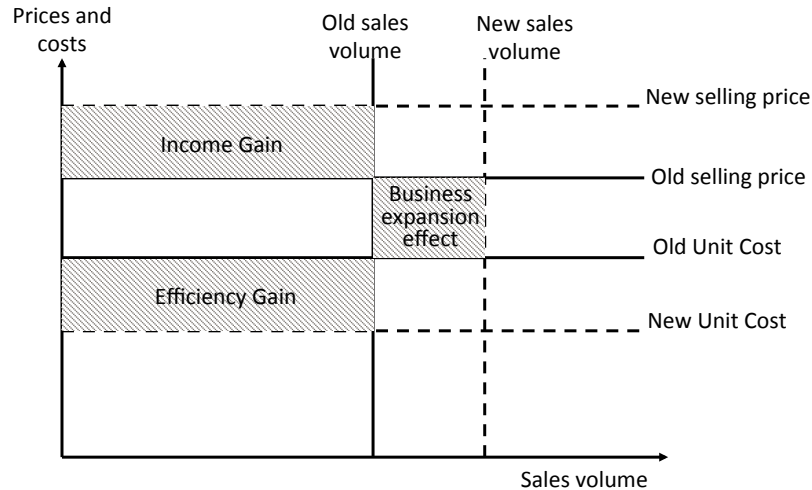 Prices and
costs
Old sales
volume
New sales
volume
New selling price
Income Gain
Old selling price
Business
expansion
effect
Old Unit Cost
Efficiency Gain
New Unit Cost
Sales volume